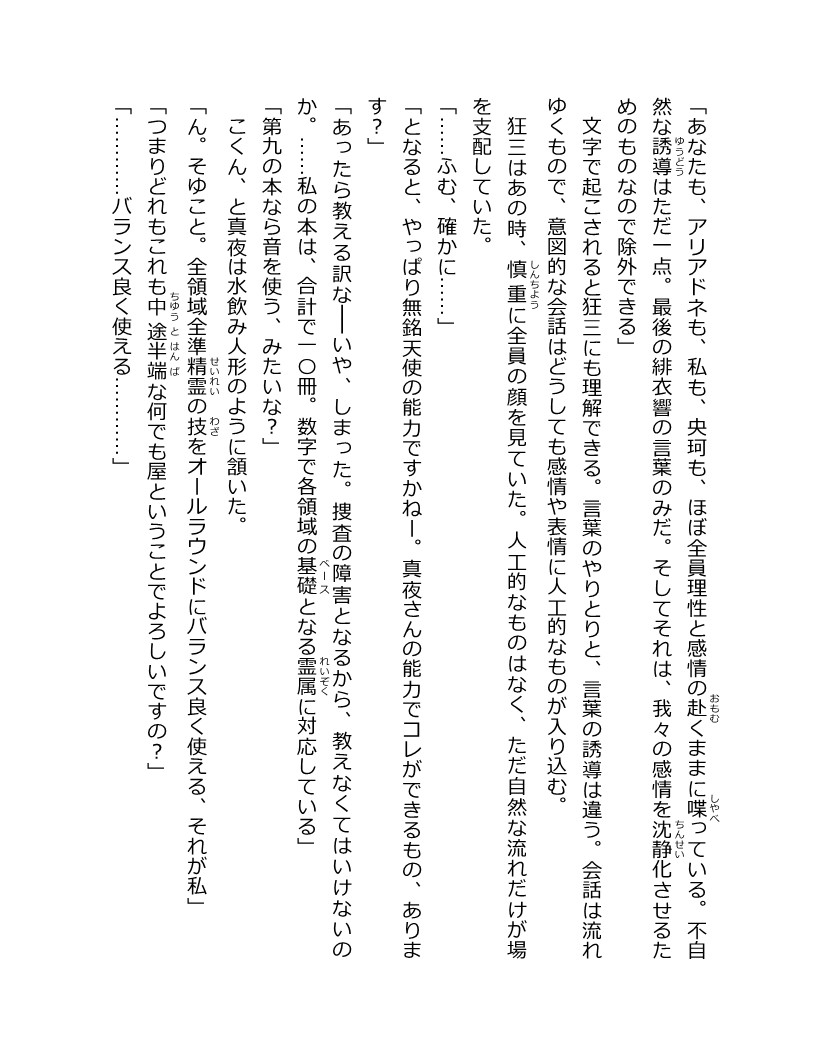 「あなたも、アリアドネも、私も、央珂も、ほぼ全員理性と感情の赴くままに喋っている。不自
然な誘導はただ一点。最後の緋衣響の言葉のみだ。そしてそれは、我々の感情を沈静化させるた
めのものなので除外できる」
文字で起こされると狂三にも理解できる。言葉のやりとりと、言葉の誘導は違う。会話は流れ
ゆくもので、意図的な会話はどうしても感情や表情に人工的なものが入り込む。
狂三はあの時、慎重に全員の顔を見ていた。人工的なものはなく、ただ自然な流れだけが場
を支配していた。
「……ふむ、確かに……」
「となると、やっぱり無銘天使の能力ですかねー。真夜さんの能力でコレができるもの、ありま
す?」
「あったら教える訳な――いや、しまった。捜査の障害となるから、教えなくてはいけないの
か。……私の本は、合計で一〇冊。数字で各領域の基礎となる霊属に対応している」
「第九の本なら音を使う、みたいな?」
こくん、と真夜は水飲み人形のように頷いた。
「ん。そゆこと。全領域全準精霊の技をオールラウンドにバランス良く使える、それが私」
「つまりどれもこれも中途半端な何でも屋ということでよろしいですの?」
「…………バランス良く使える…………」